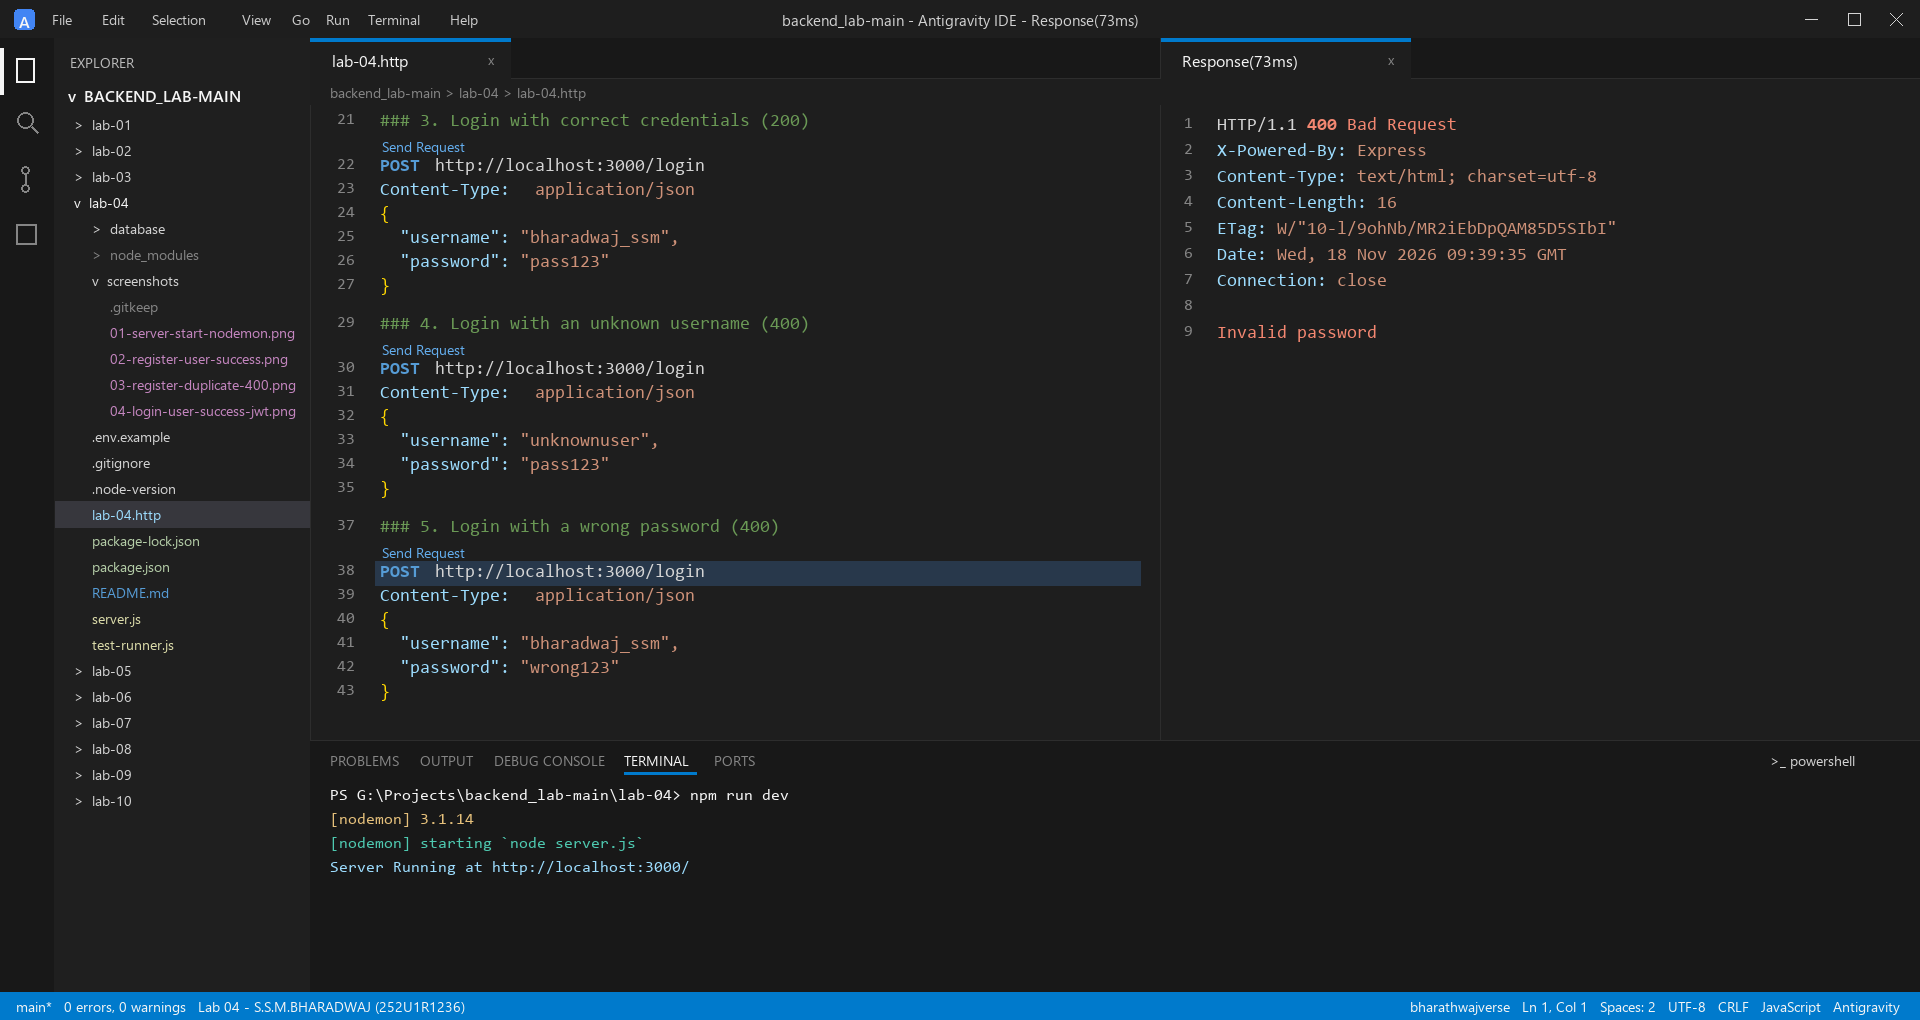 A File Edit Selection View Go Run Terminal Help
backend_lab-main - Antigravity IDE - Response(73ms)
EXPLORER
v BACKEND_LAB-MAIN
> lab-01
> lab-02
> lab-03
v lab-04
> database
> node_modules
v screenshots
.gitkeep
01-server-start-nodemon.png
02-register-user-success.png
03-register-duplicate-400.png
04-login-user-success-jwt.png
.env.example
.gitignore
.node-version
lab-04.http
package-lock.json
package.json
README.md
server.js
test-runner.js
> lab-05
> lab-06
> lab-07
> lab-08
> lab-09
> lab-10
lab-04.http x
backend_lab-main > lab-04 > lab-04.http
21 ### 3. Login with correct credentials (200)
Send Request
22 POST http://localhost:3000/login
23 Content-Type: application/json
24 {
25 "username": "bharadwaj_ssm",
26 "password": "pass123"
27 }
29 ### 4. Login with an unknown username (400)
Send Request
30 POST http://localhost:3000/login
31 Content-Type: application/json
32 {
33 "username": "unknownuser",
34 "password": "pass123"
35 }
37 ### 5. Login with a wrong password (400)
Send Request
38 POST http://localhost:3000/login
39 Content-Type: application/json
40 {
41 "username": "bharadwaj_ssm",
42 "password": "wrong123"
43 }
Response(73ms) x
1 HTTP/1.1 400 Bad Request
2 X-Powered-By: Express
3 Content-Type: text/html; charset=utf-8
4 Content-Length: 16
5 ETag: W/"10-l/9ohNb/MR2iEbDpQAM85D5SIbI"
6 Date: Wed, 18 Nov 2026 09:39:35 GMT
7 Connection: close
8
9 Invalid password
PROBLEMS OUTPUT DEBUG CONSOLE TERMINAL PORTS
>_ powershell
PS G:\Projects\backend_lab-main\lab-04> npm run dev
[nodemon] 3.1.14
[nodemon] starting `node server.js`
Server Running at http://localhost:3000/
main* 0 errors, 0 warnings Lab 04 - S.S.M.BHARADWAJ (252U1R1236)
bharathwajverse Ln 1, Col 1 Spaces: 2 UTF-8 CRLF JavaScript Antigravity